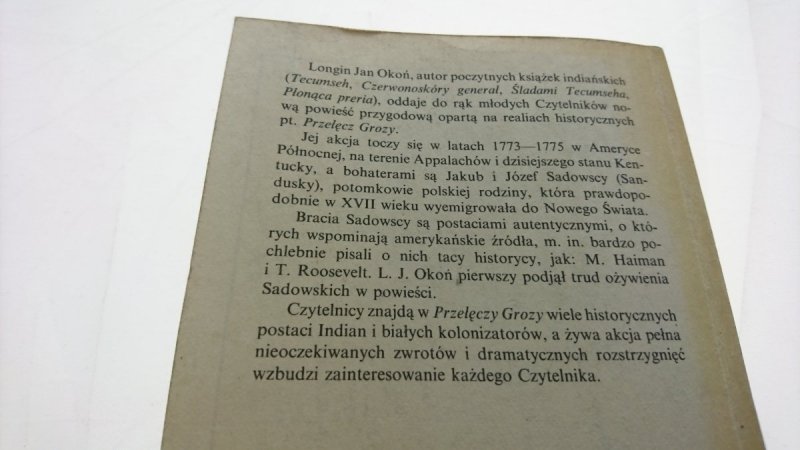 Longin Jan Okoń, autor poczytnych książek indiańskich
(Tecumseh, Czerwonoskóry generał, Śladami Tecumseha,
Płonąca preria), oddaje do rąk młodych Czytelników no-
wą powieść przygodową opartą na realiach historycznych
pt. Przełęcz Grozy.
Jej akcja toczy się w latach 1773—1775 w Ameryce
Północnej, na terenie Appalachów i dzisiejszego stanu Ken-
tucky, a bohaterami są Jakub i Józef Sadowscy (San-
dusky), potomkowie polskiej rodziny, która prawdopo-
dobnie w XVII wieku wyemigrowała do Nowego Świata.
Bracia Sadowscy są postaciami autentycznymi, o któ-
rych wspominają amerykańskie źródła, m. in. bardzo po-
chlebnie pisali o nich tacy historycy, jak: M. Haiman
i T. Roosevelt. L. J. Okoń pierwszy podjął trud ożywienia
Sadowskich w powieści.
Czytelnicy znajdą w Przełęczy Grozy wiele historycznych
postaci Indian i białych kolonizatorów, a żywa akcja pełna
nieoczekiwanych zwrotów i dramatycznych rozstrzygnięć
wzbudzi zainteresowanie każdego Czytelnika.